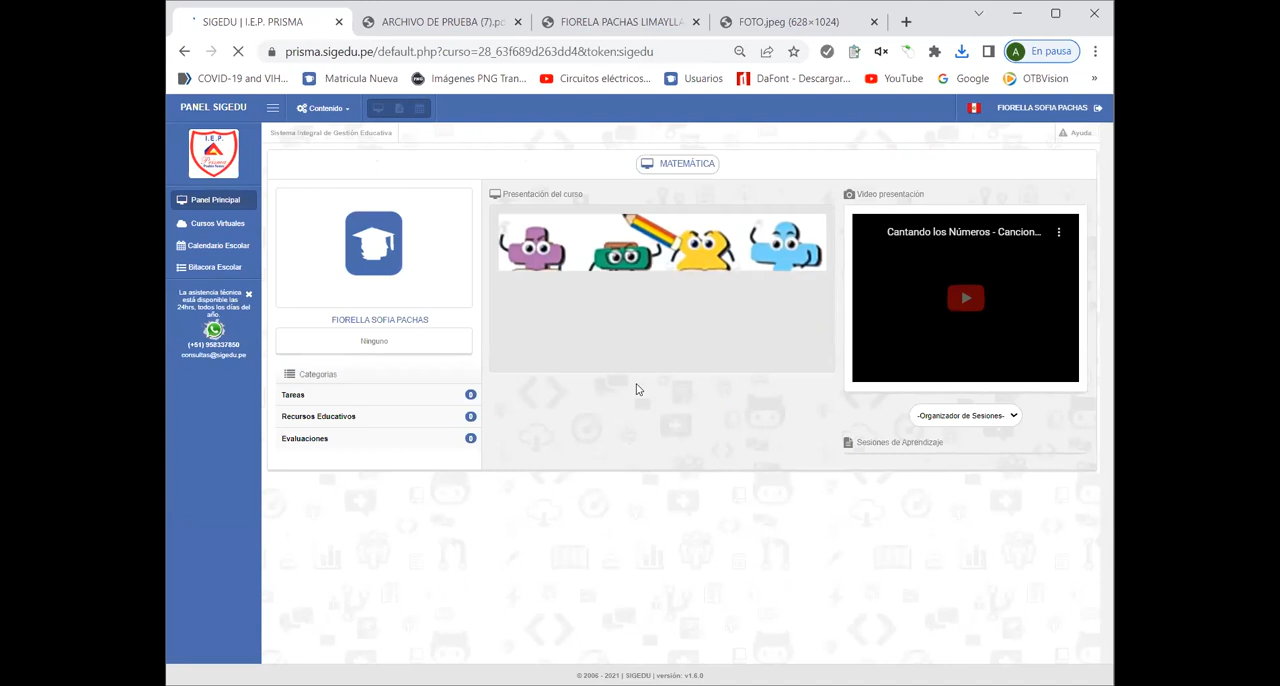 SIGEDU | I.E.P. PRISMA
ARCHIVO DE PRUEBA (7).pd
FIORELA PACHAS LIMAYLLA
FOTO.jpeg (628×1024)
prisma.sigedu.pe/default.php?curso=28_63f689d263dd4&token:sigedu
A En pausa
COVID-19 and VIH...
Matricula Nueva
Imágenes PNG Tran...
Circuitos eléctricos...
Usuarios
DaFont - Descargar...
YouTube
Google
OTBVision
»
PANEL SIGEDU
Contenido
FIORELLA SOFIA PACHAS
Sistema Integral de Gestión Educativa
Ayuda
I.E.P.
Prisma
MATEMÁTICA
Panel Principal
Cursos Virtuales
Calendario Escolar
Bitacora Escolar
La asistencia técnica
está disponible las
24hrs, todos los días del
año.
(+51) 958337850
consultas@sigedu.pe
FIORELLA SOFIA PACHAS
Ninguno
Categorias
Tareas 0
Recursos Educativos 0
Evaluaciones 0
Presentación del curso
Video presentación
Cantando los Números - Cancion...
-Organizador de Sesiones-
Sesiones de Aprendizaje
© 2006 - 2021 | SIGEDU | versión: v1.6.0